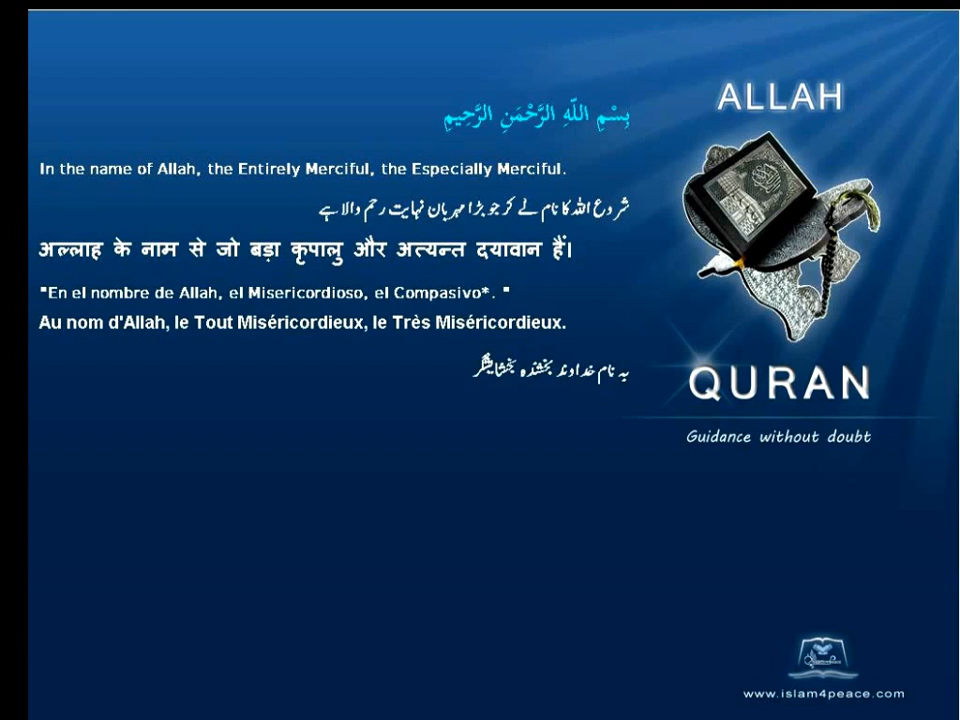 بِسْمِ اللّهِ الرَّحْمَنِ الرَّحِيمِ
In the name of Allah, the Entirely Merciful, the Especially Merciful.
شروع الله کا نام لے کر جو بڑا مہربان نہایت رحم والا ہے
अल्लाह के नाम से जो बड़ा कृपालु और अत्यन्त दयावान हैं।
"En el nombre de Allah, el Misericordioso, el Compasivo*. "
Au nom d'Allah, le Tout Miséricordieux, le Très Miséricordieux.
به نام خداوند بخشنده بخشایشگر
ALLAH
QURAN
Guidance without doubt
www.islam4peace.com